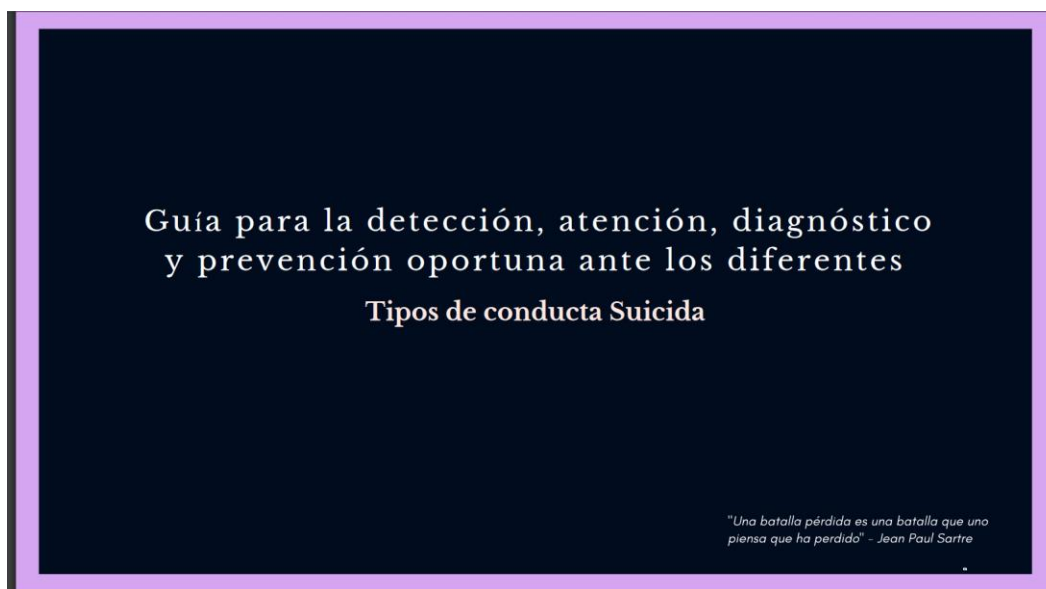 Guía para la detección, atención, diagnóstico
y prevención oportuna ante los diferentes
Tipos de conducta Suicida
"Una batalla pérdida es una batalla que uno
piensa que ha perdido" - Jean Paul Sartre